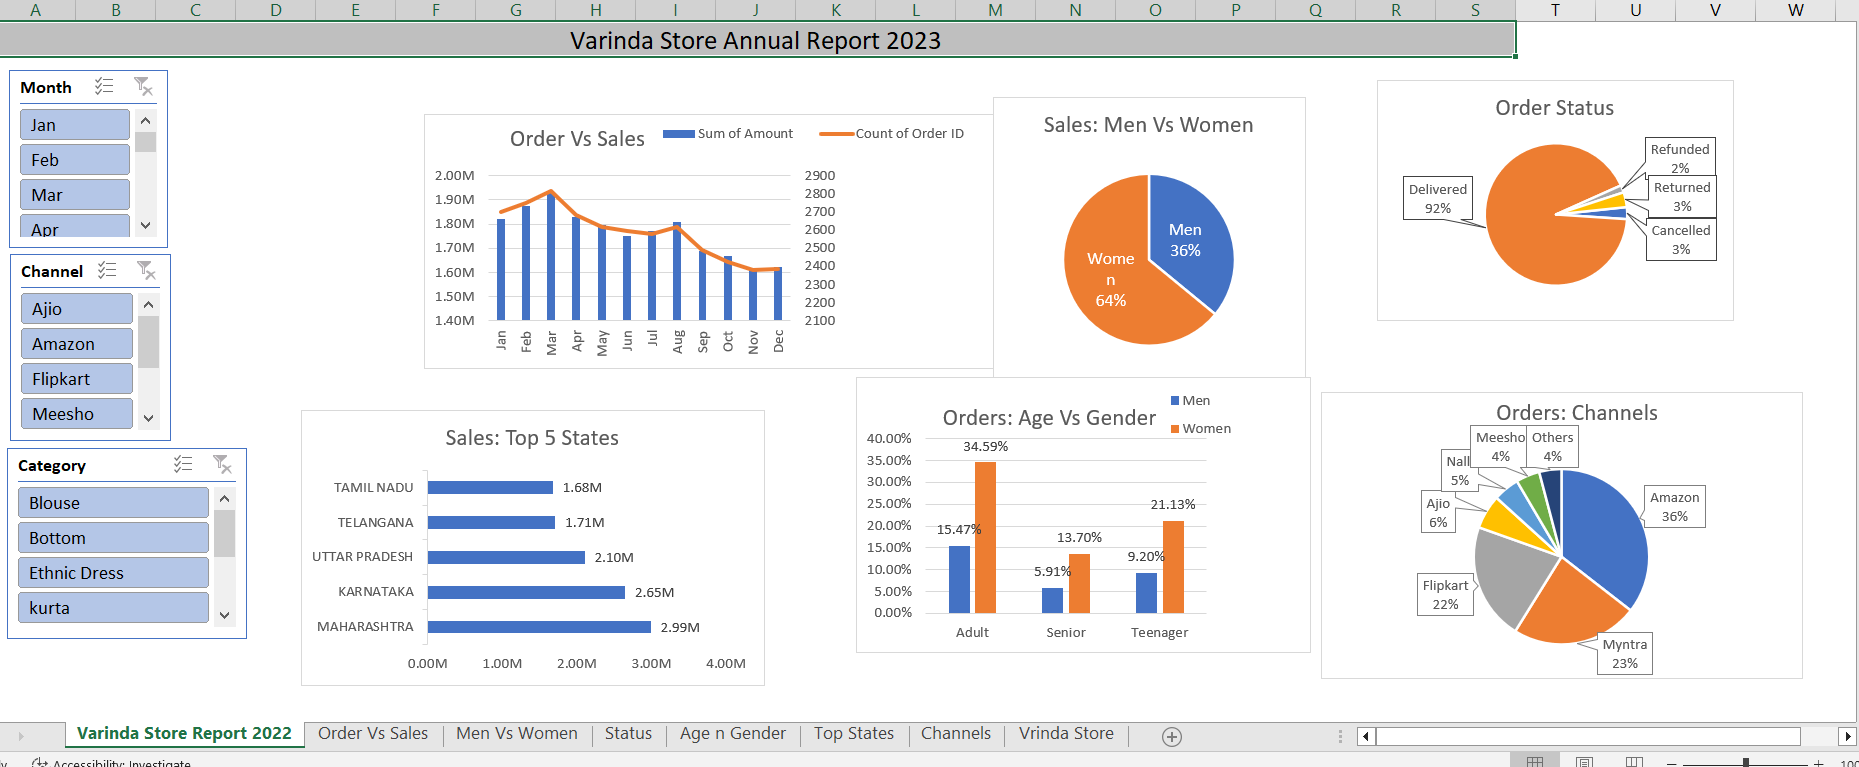 A B C D E F G H I J K L M N O P Q R S T U V W
Varinda Store Annual Report 2023
Month
Jan
Feb
Mar
Apr
Channel
Ajio
Amazon
Flipkart
Meesho
Category
Blouse
Bottom
Ethnic Dress
kurta
Order Vs Sales
Sum of Amount
Count of Order ID
2.00M
1.90M
1.80M
1.70M
1.60M
1.50M
1.40M
2900
2800
2700
2600
2500
2400
2300
2200
2100
Jan Feb Mar Apr May Jun Jul Aug Sep Oct Nov Dec
Sales: Men Vs Women
Men
36%
Wome
n
64%
Order Status
Refunded
2%
Returned
3%
Cancelled
3%
Delivered
92%
Sales: Top 5 States
TAMIL NADU 1.68M
TELANGANA 1.71M
UTTAR PRADESH 2.10M
KARNATAKA 2.65M
MAHARASHTRA 2.99M
0.00M 1.00M 2.00M 3.00M 4.00M
Orders: Age Vs Gender
Men
Women
40.00%
35.00%
30.00%
25.00%
20.00%
15.00%
10.00%
5.00%
0.00%
15.47%
34.59%
5.91%
13.70%
9.20%
21.13%
Adult Senior Teenager
Orders: Channels
Meesho
4%
Others
4%
Nall
5%
Ajio
6%
Amazon
36%
Flipkart
22%
Myntra
23%
Varinda Store Report 2022 Order Vs Sales Men Vs Women Status Age n Gender Top States Channels Vrinda Store
Accessibility: Investigate
100